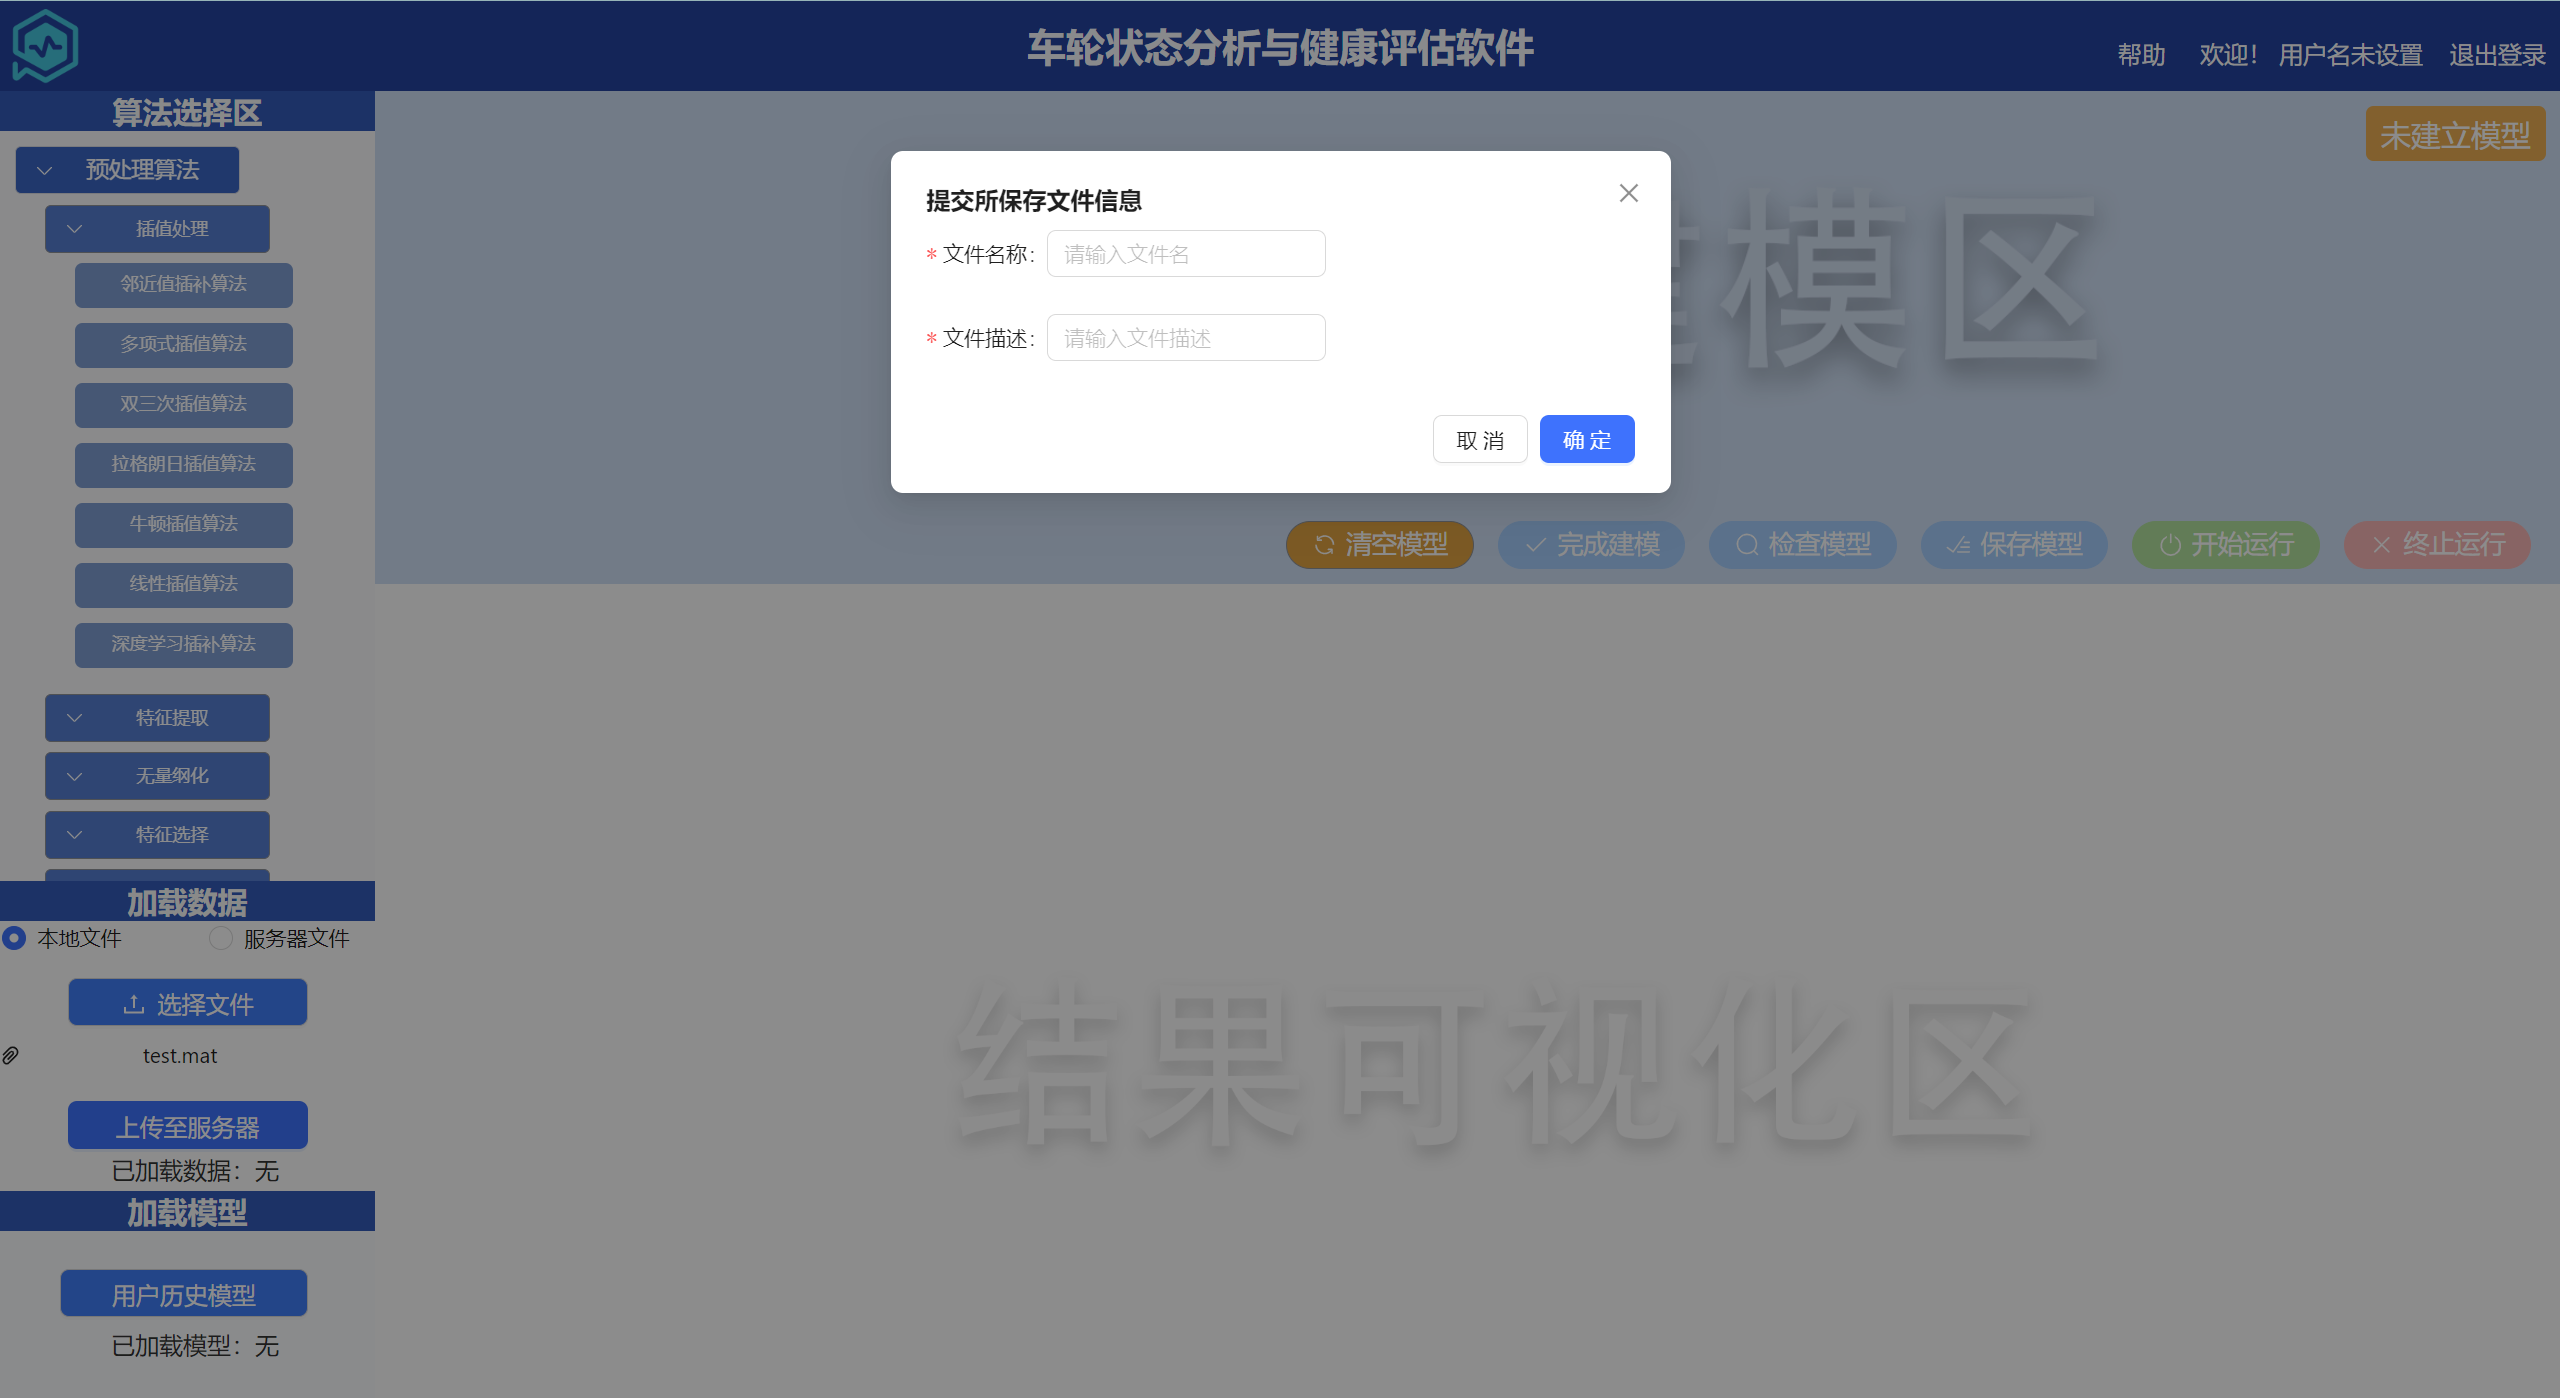 车轮状态分析与健康评估软件
帮助 欢迎！ 用户名未设置 退出登录
算法选择区
预处理算法
插值处理
邻近值插补算法
多项式插值算法
双三次插值算法
拉格朗日插值算法
牛顿插值算法
线性插值算法
深度学习插补算法
特征提取
无量纲化
特征选择
加载数据
本地文件 服务器文件
选择文件
test.mat
上传至服务器
已加载数据：无
加载模型
用户历史模型
已加载模型：无
未建立模型
模区
提交所保存文件信息
* 文件名称： 请输入文件名
* 文件描述： 请输入文件描述
取消 确定
清空模型 完成建模 检查模型 保存模型 开始运行 终止运行
结果可视化区